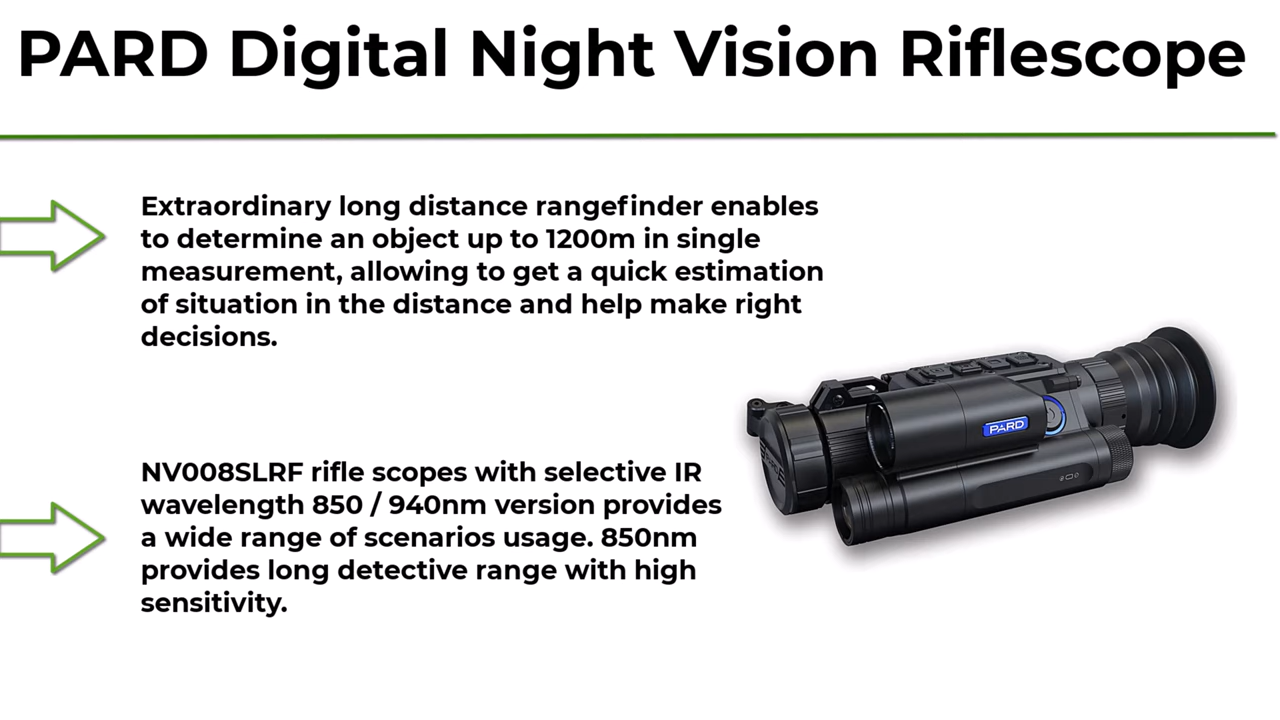 PARD Digital Night Vision Riflescope
Extraordinary long distance rangefinder enables
to determine an object up to 1200m in single
measurement, allowing to get a quick estimation
of situation in the distance and help make right
decisions.
PARD
NV008SLRF rifle scopes with selective IR
wavelength 850 / 940nm version provides
a wide range of scenarios usage. 850nm
provides long detective range with high
sensitivity.